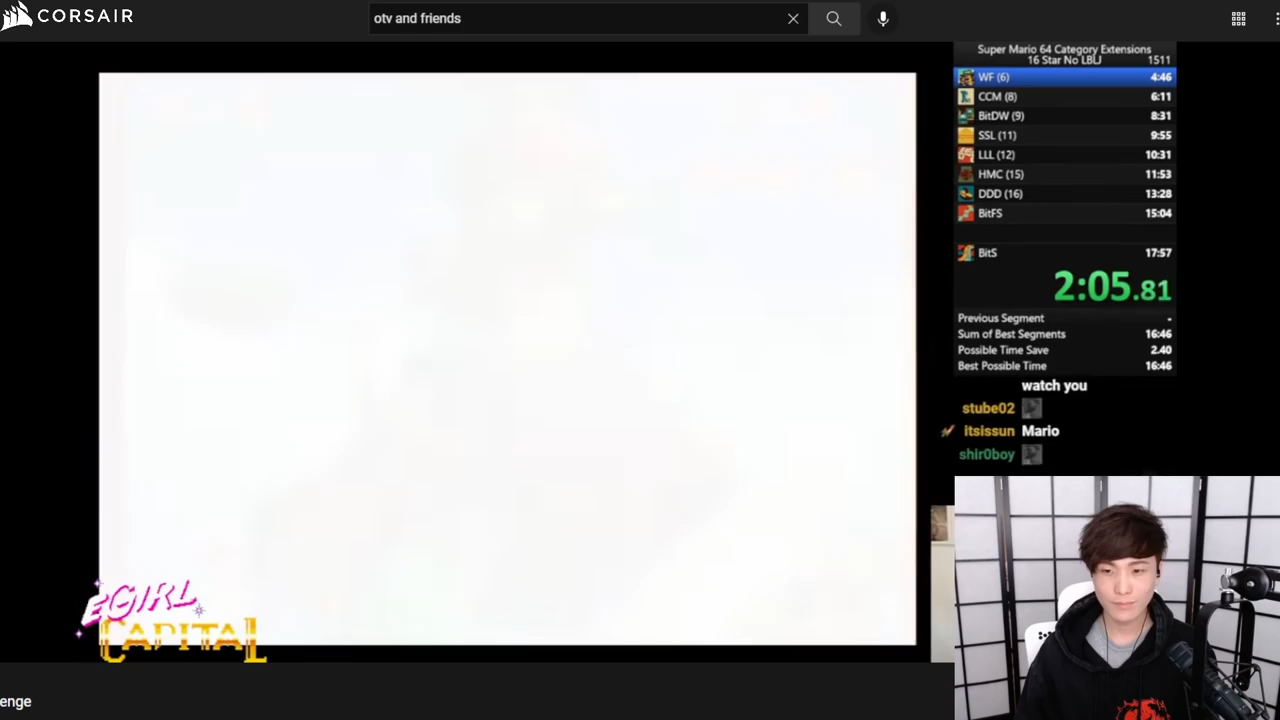 CORSAIR
otv and friends
Super Mario 64 Category Extensions
16 Star No LBLJ 1511
WF (6) 4:46
CCM (8) 6:11
BitDW (9) 8:31
SSL (11) 9:55
LLL (12) 10:31
HMC (15) 11:53
DDD (16) 13:28
BitFS 15:04
BitS 17:57
2:05.81
Previous Segment -
Sum of Best Segments 16:46
Possible Time Save 2.40
Best Possible Time 16:46
watch you
stube02
itsissun Mario
shir0boy
EGIRL
CAPITAL
enge